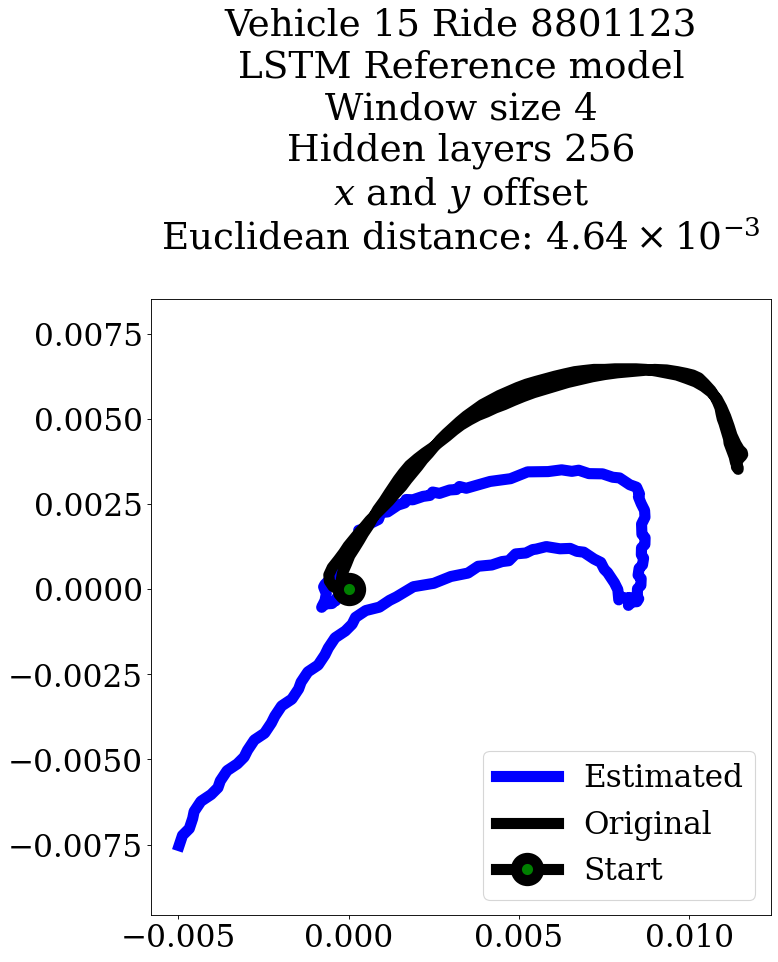 Vehicle 15 Ride 8801123
LSTM Reference model
Window size 4
Hidden layers 256
x and y offset
Euclidean distance: 4.64 × 10⁻³
0.0075
0.0050
0.0025
0.0000
−0.0025
−0.0050
−0.0075
Estimated
Original
Start
−0.005 0.000 0.005 0.010